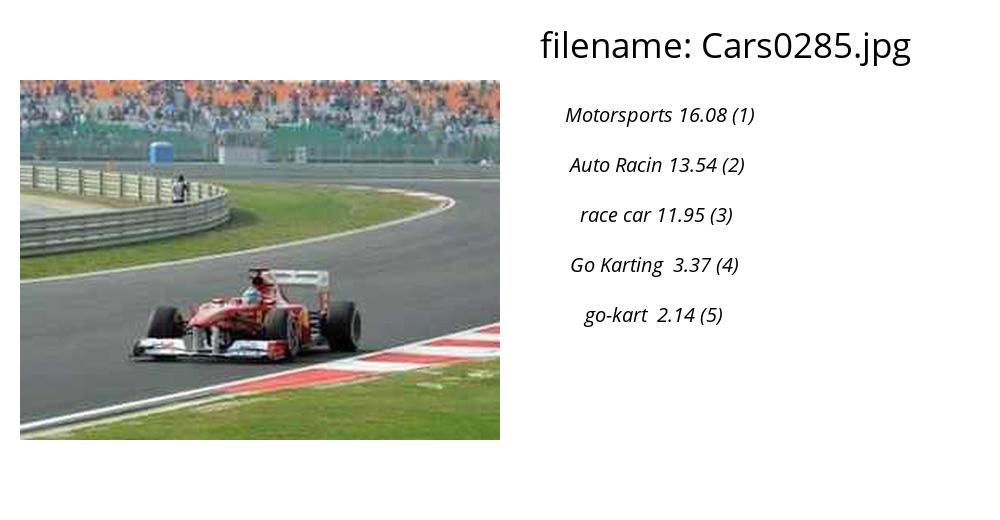 filename: Cars0285.jpg
Motorsports 16.08 (1)
Auto Racin 13.54 (2)
race car 11.95 (3)
Go Karting  3.37 (4)
go-kart  2.14 (5)